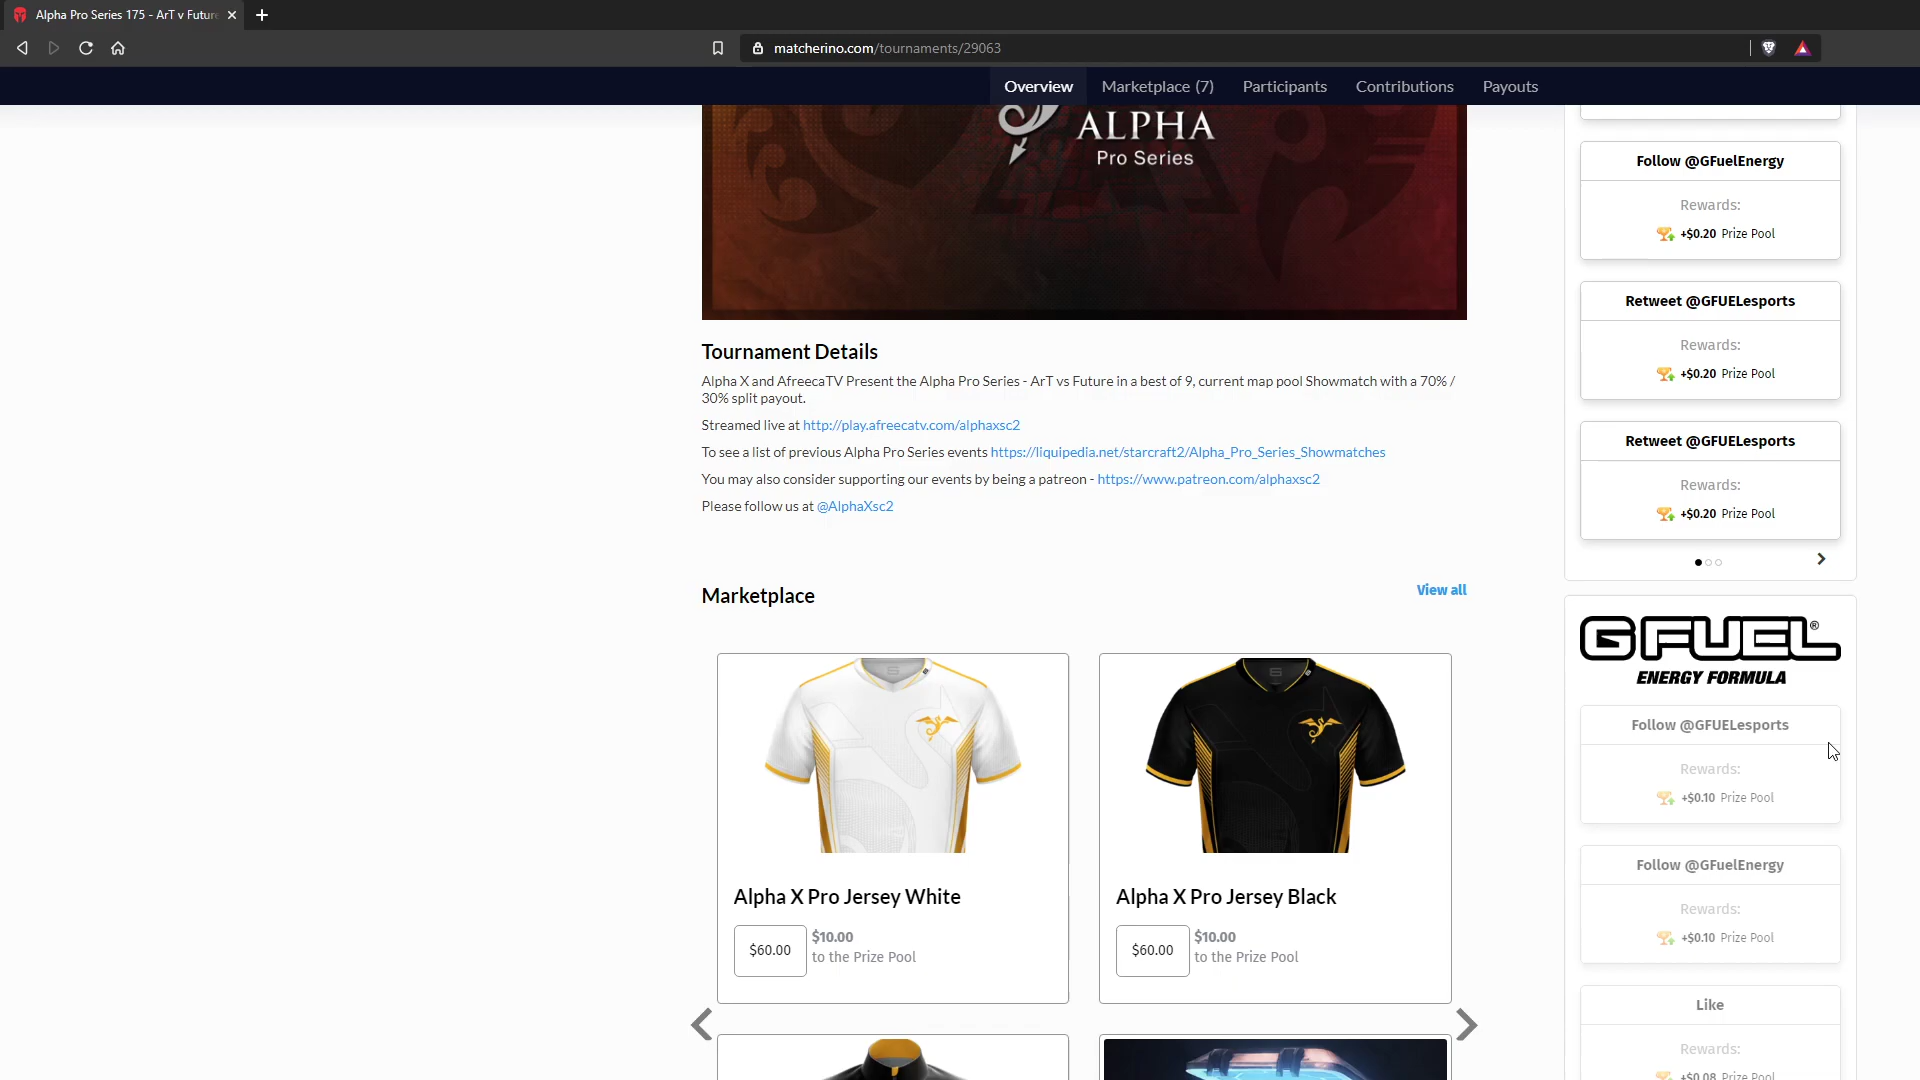 Alpha Pro Series 175 - ArT v Future
matcherino.com/tournaments/29063
Overview
Marketplace (7)
Participants
Contributions
Payouts
ALPHA
Pro Series
Tournament Details
Alpha X and AfreecaTV Present the Alpha Pro Series - ArT vs Future in a best of 9, current map pool Showmatch with a 70% /
30% split payout.
Streamed live at http://play.afreecatv.com/alphaxsc2
To see a list of previous Alpha Pro Series events https://liquipedia.net/starcraft2/Alpha_Pro_Series_Showmatches
You may also consider supporting our events by being a patreon - https://www.patreon.com/alphaxsc2
Please follow us at @AlphaXsc2
Marketplace
View all
Alpha X Pro Jersey White
$60.00
$10.00
to the Prize Pool
Alpha X Pro Jersey Black
$60.00
$10.00
to the Prize Pool
Follow @GFuelEnergy
Rewards:
+$0.20 Prize Pool
Retweet @GFUELesports
Rewards:
+$0.20 Prize Pool
Retweet @GFUELesports
Rewards:
+$0.20 Prize Pool
G FUEL®
ENERGY FORMULA
Follow @GFUELesports
Rewards:
+$0.10 Prize Pool
Follow @GFuelEnergy
Rewards:
+$0.10 Prize Pool
Like
Rewards:
+$0.08 Prize Pool